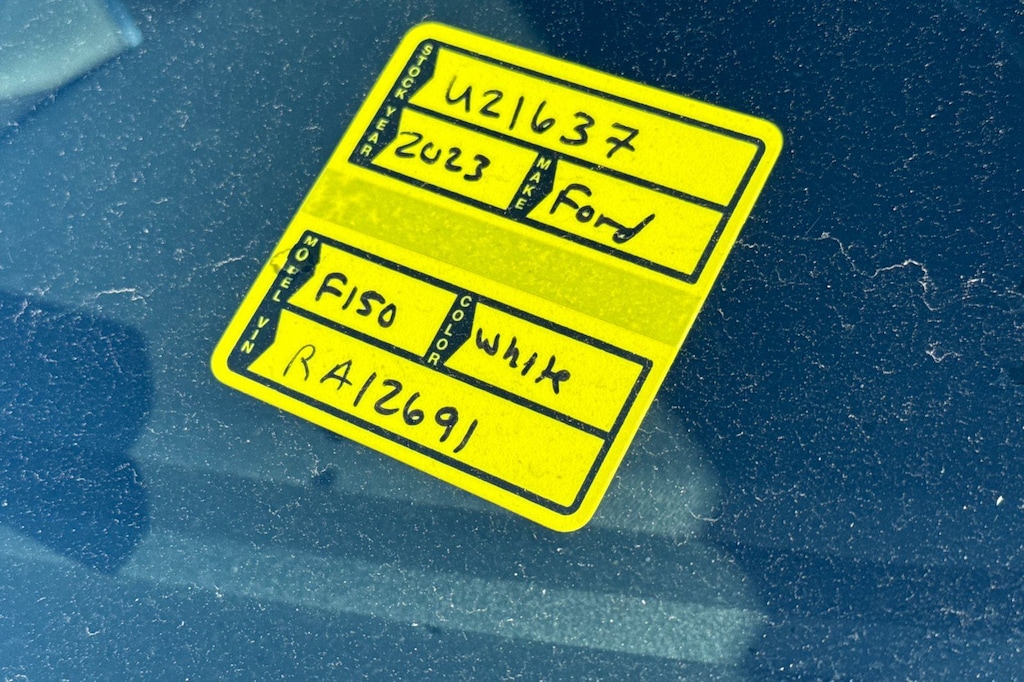 STOCK U21637
YEAR 2023 MAKE Ford
MODEL F150 COLOR White
VIN RA12691